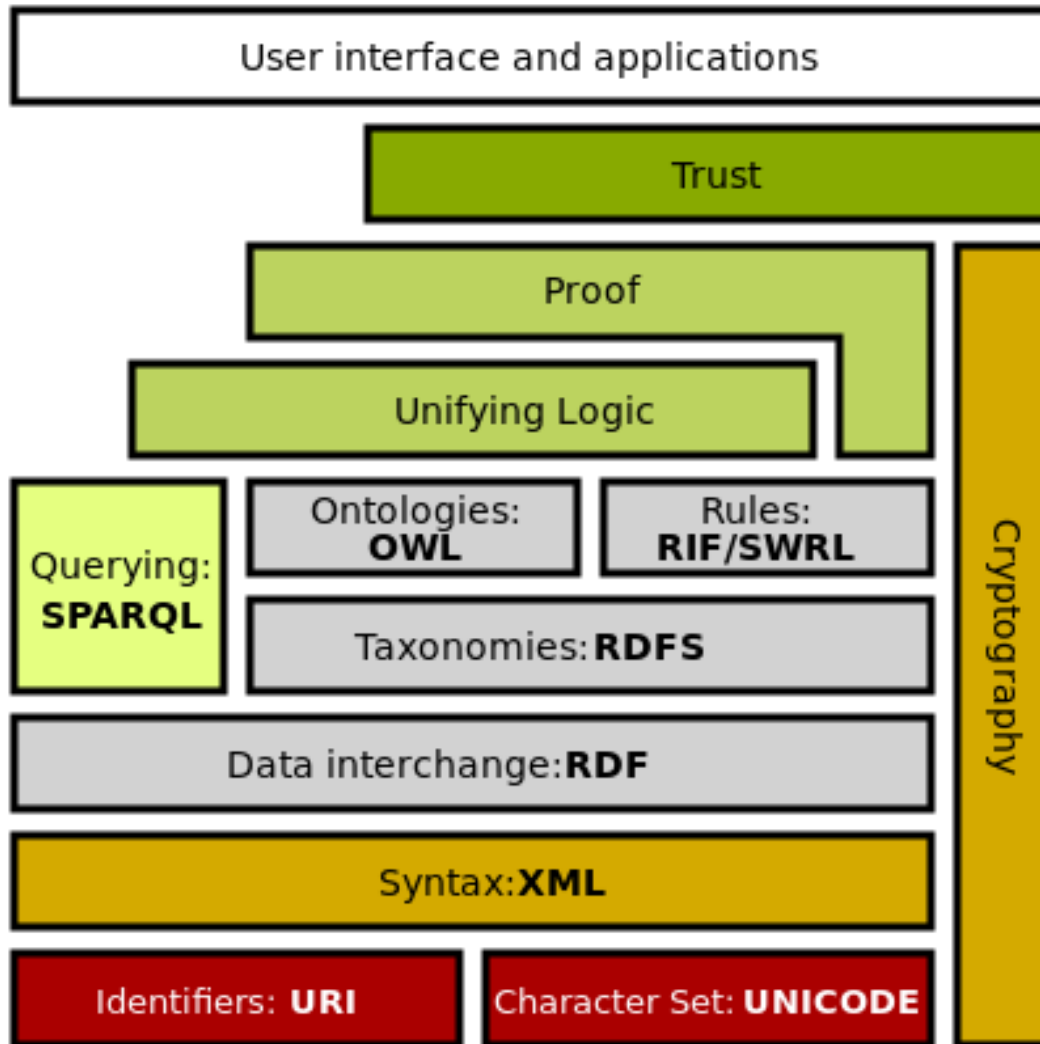 User interface and applications
Trust
Proof
Unifying Logic
Ontologies:
OWL
Rules:
RIF/SWRL
Querying:
SPARQL
Taxonomies: RDFS
Cryptography
Data interchange: RDF
Syntax: XML
Identifiers: URI
Character Set: UNICODE